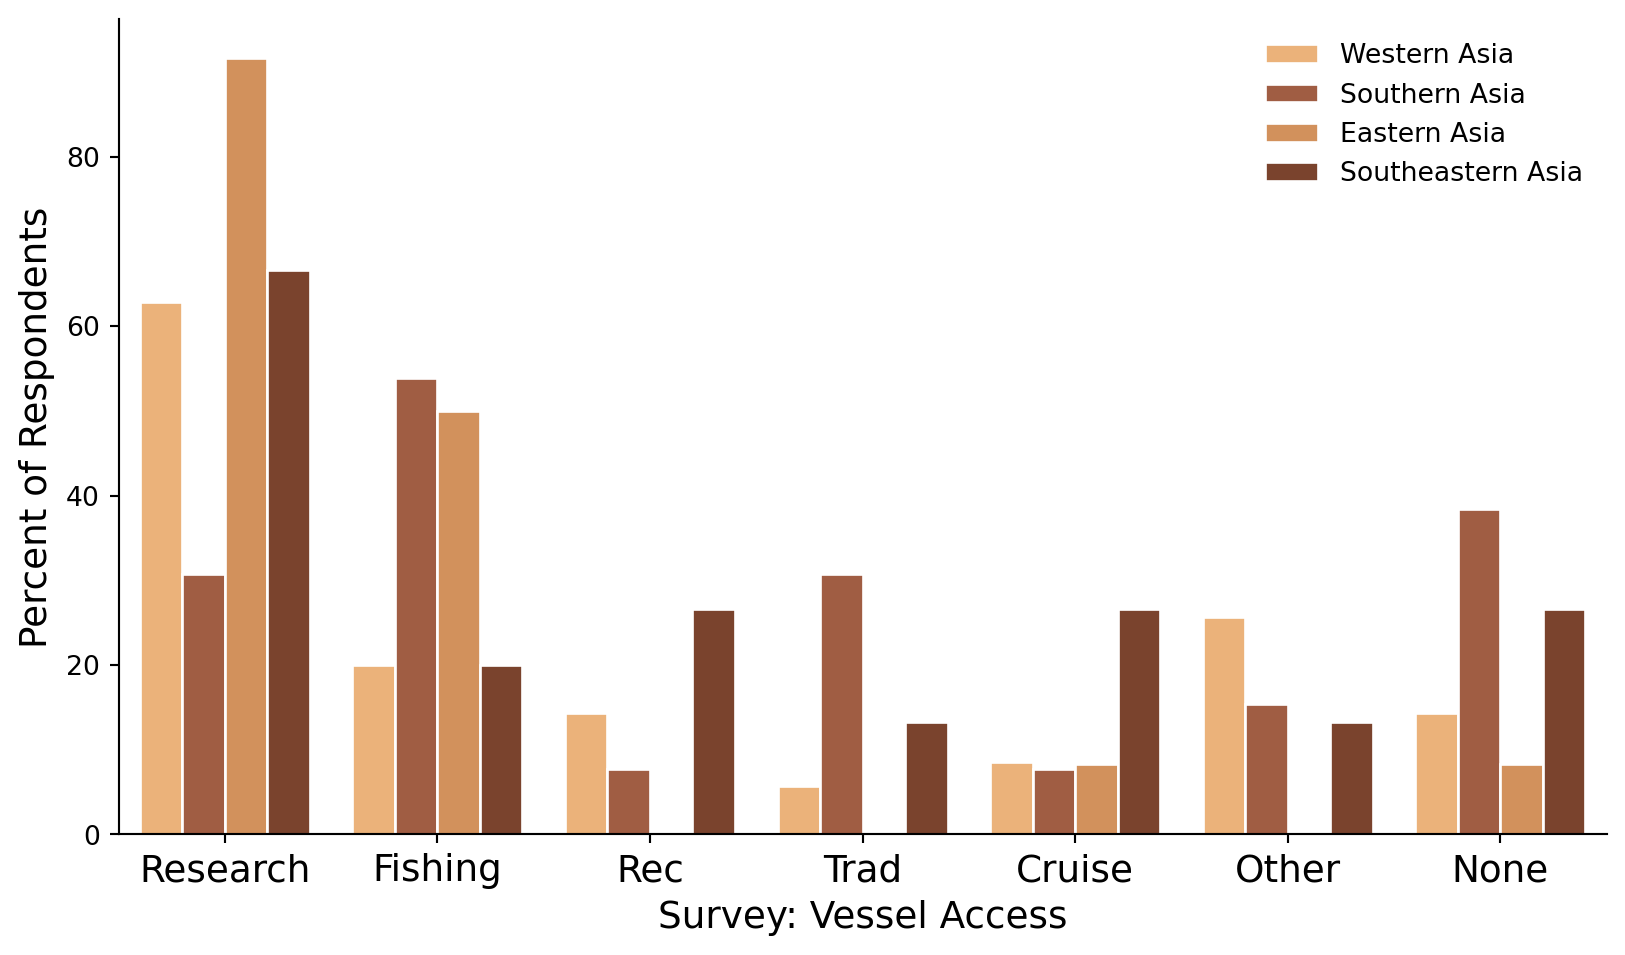 Western Asia
Southern Asia
Eastern Asia
Southeastern Asia
Percent of Respondents
80
60
40
20
0
Research Fishing Rec Trad Cruise Other None
Survey: Vessel Access